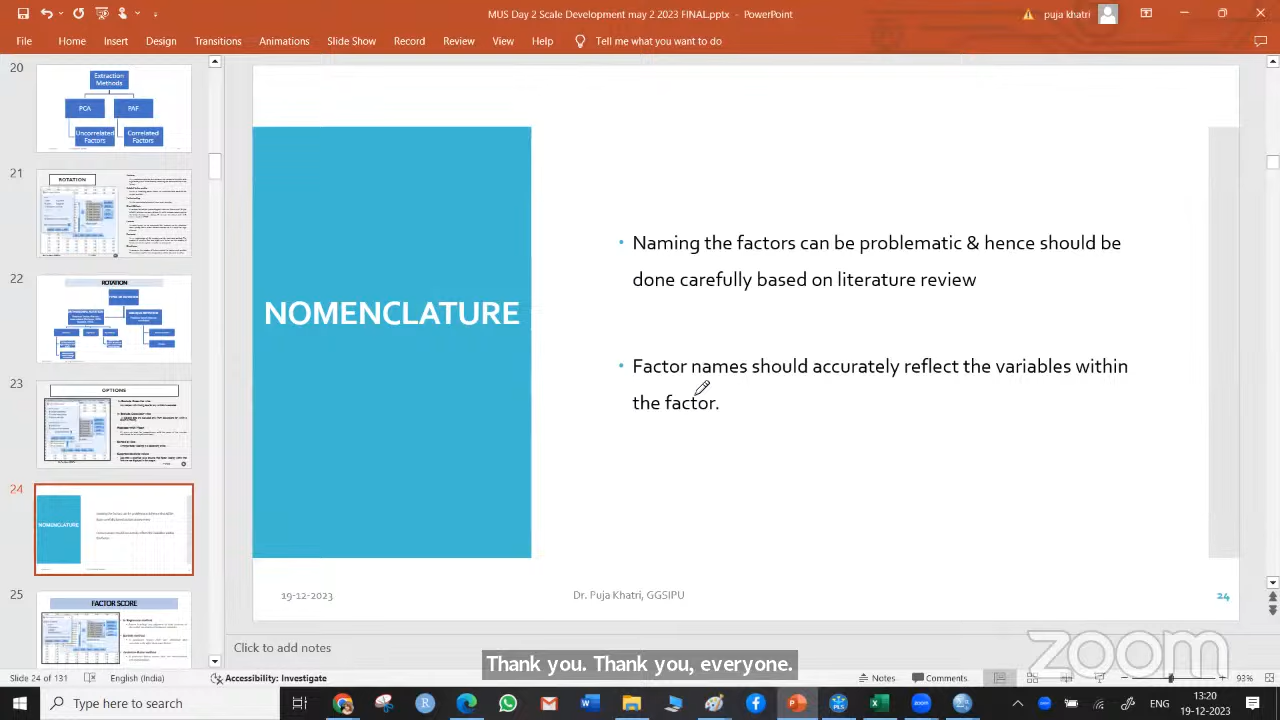 MUS Day 2 Scale Development may 2 2023 FINAL.pptx - PowerPoint
puja khatri
File Home Insert Design Transitions Animations Slide Show Record Review View Help Tell me what you want to do
20
Extraction
Methods
PCA PAF
Uncorrelated
Factors
Correlated
Factors
21
ROTATION
22
ROTATION
23
OPTIONS
24
NOMENCLATURE
25
FACTOR SCORE
NOMENCLATURE
• Naming the factors can be problematic & hence should be
done carefully based on literature review
• Factor names should accurately reflect the variables within
the factor.
19-12-2023 Dr. Puja Khatri, GGSIPU 24
Click to add notes
Thank you. Thank you, everyone.
zoom
Slide 24 of 131 English (India) Accessibility: Investigate Notes Comments 93%
Type here to search
ENG
13:20
19-12-2023